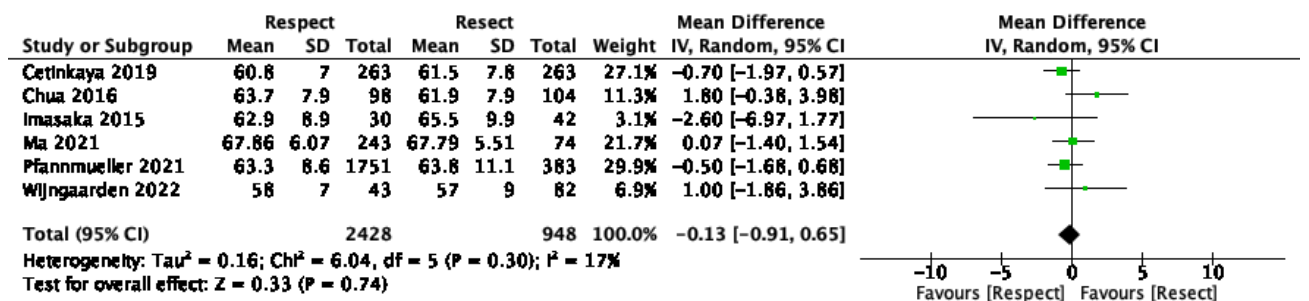 Respect Resect Mean Difference Mean Difference
Study or Subgroup Mean SD Total Mean SD Total Weight IV, Random, 95% CI IV, Random, 95% CI
Cetinkaya 2019 60.8 7 263 61.5 7.8 263 27.1% −0.70 [−1.97, 0.57]
Chua 2016 63.7 7.9 98 61.9 7.9 104 11.3% 1.80 [−0.38, 3.98]
Imasaka 2015 62.9 8.9 30 65.5 9.9 42 3.1% −2.60 [−6.97, 1.77]
Ma 2021 67.86 6.07 243 67.79 5.51 74 21.7% 0.07 [−1.40, 1.54]
Pfannmueller 2021 63.3 8.6 1751 63.8 11.1 383 29.9% −0.50 [−1.68, 0.68]
Wijngaarden 2022 58 7 43 57 9 82 6.9% 1.00 [−1.86, 3.86]
Total (95% CI) 2428 948 100.0% −0.13 [−0.91, 0.65]
Heterogeneity: Tau² = 0.16; Chi² = 6.04, df = 5 (P = 0.30); I² = 17%
Test for overall effect: Z = 0.33 (P = 0.74)
−10 −5 0 5 10
Favours [Respect] Favours [Resect]